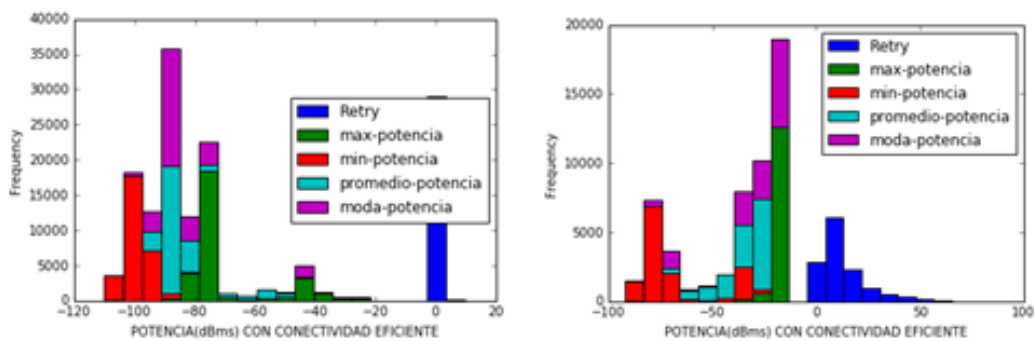 40000
35000
30000
25000
20000
15000
10000
5000
0
Frequency
Retry
max-potencia
min-potencia
promedio-potencia
moda-potencia
−120 −100 −80 −60 −40 −20 0 20
POTENCIA(dBms) CON CONECTIVIDAD EFICIENTE
20000
15000
10000
5000
0
Frequency
Retry
max-potencia
min-potencia
promedio-potencia
moda-potencia
−100 −50 0 50 100
POTENCIA(dBms) CON CONECTIVIDAD EFICIENTE